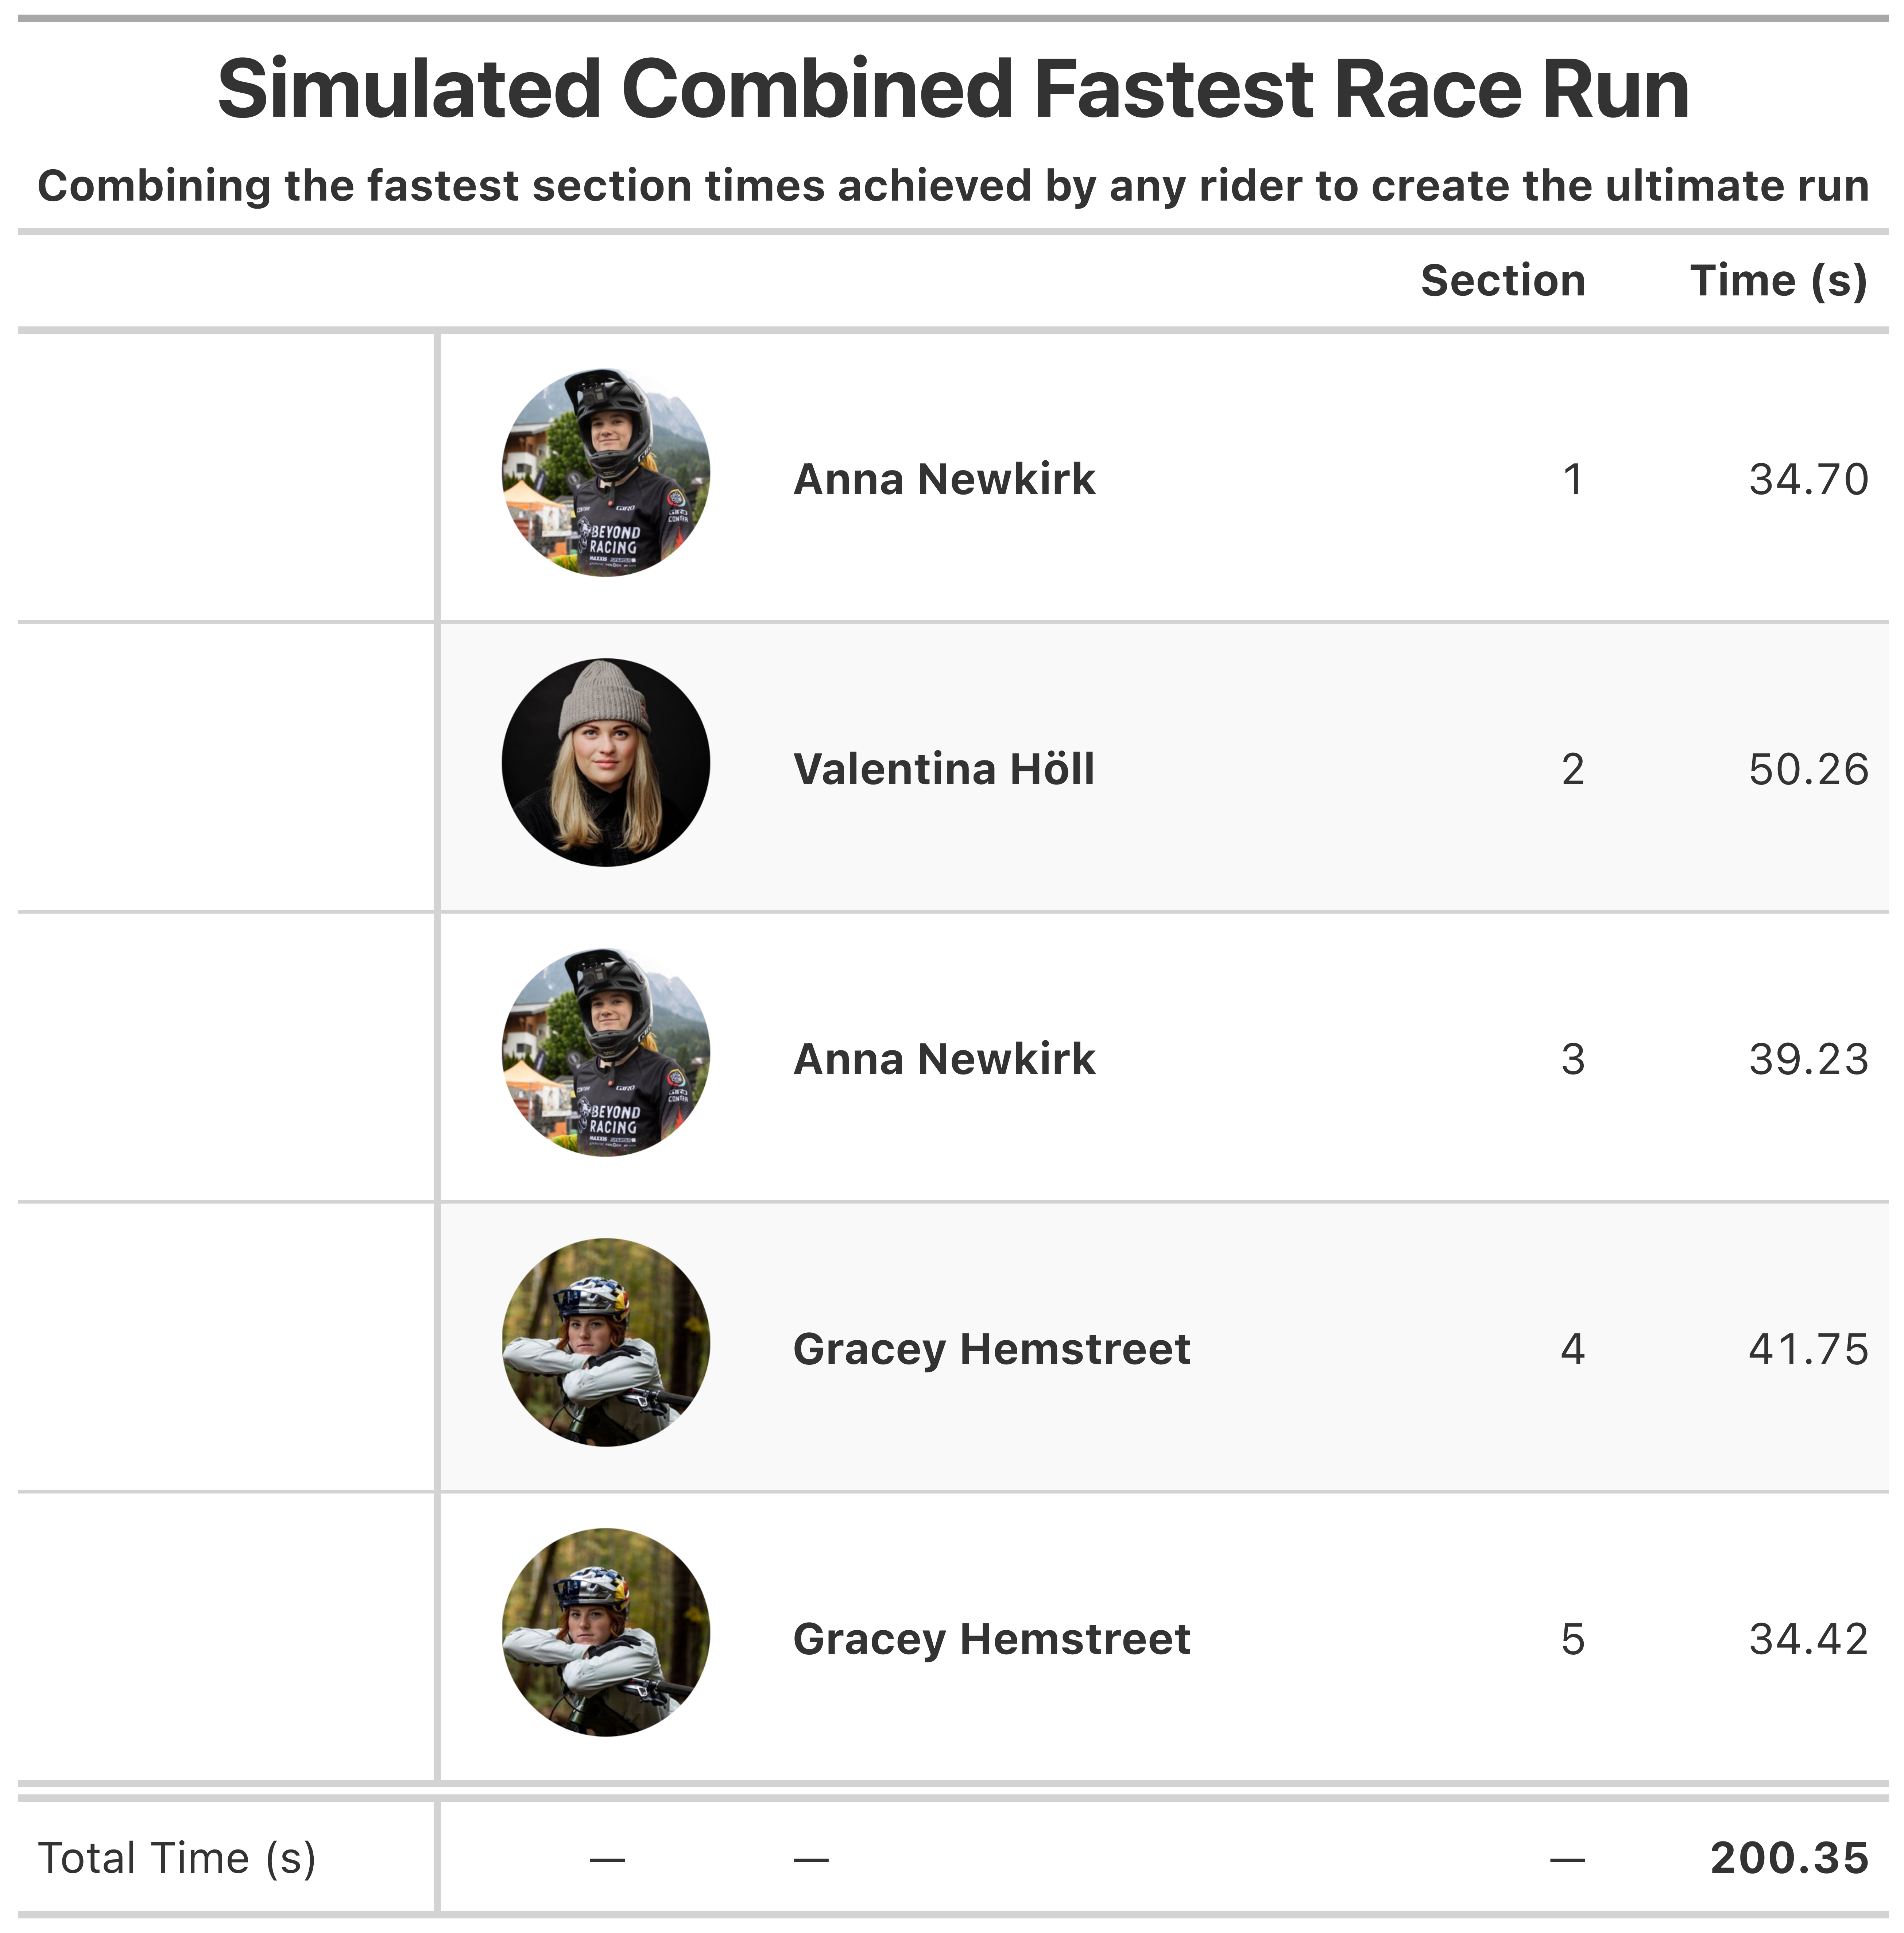 Simulated Combined Fastest Race Run
Combining the fastest section times achieved by any rider to create the ultimate run
Section Time (s)
BEYOND
RACING
Anna Newkirk 1 34.70
Valentina Höll 2 50.26
BEYOND
RACING
Anna Newkirk 3 39.23
Gracey Hemstreet 4 41.75
Gracey Hemstreet 5 34.42
Total Time (s) — — — 200.35